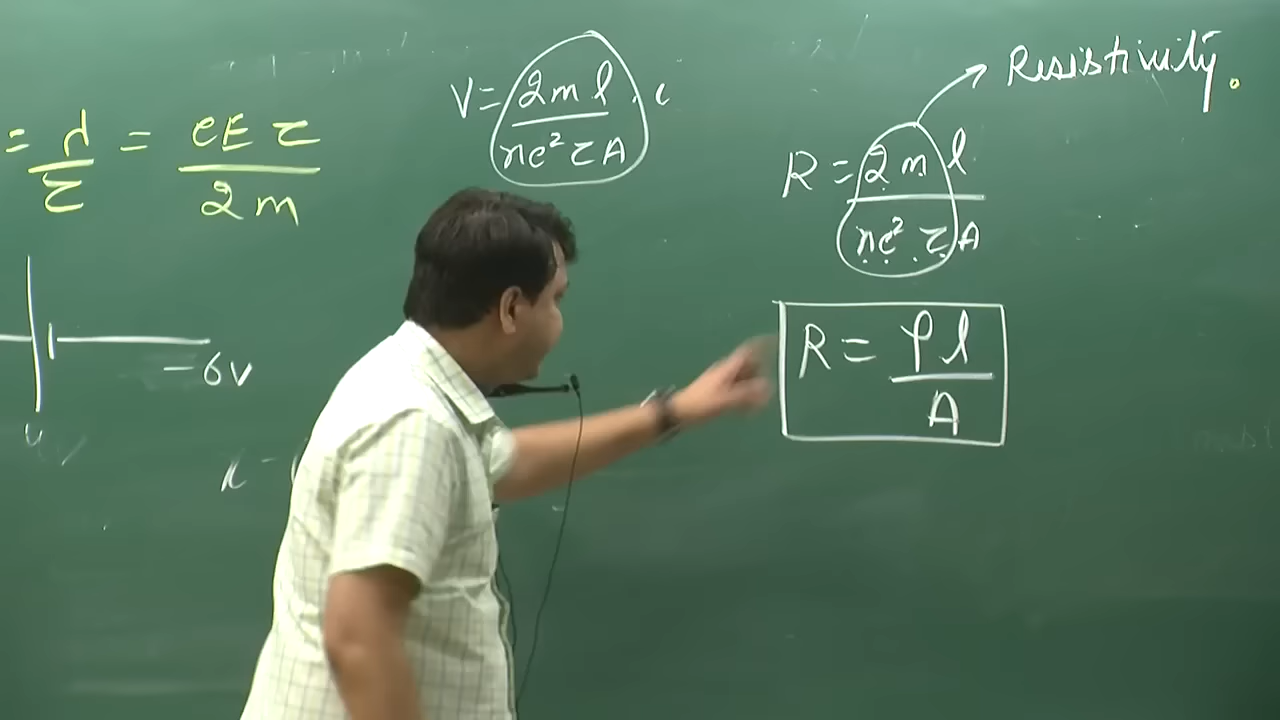 = λ/τ = eEτ/2m
-6V
V = 2ml/ne²τA . i
Resistivity.
R = 2ml/ne²τA
R = ρl/A